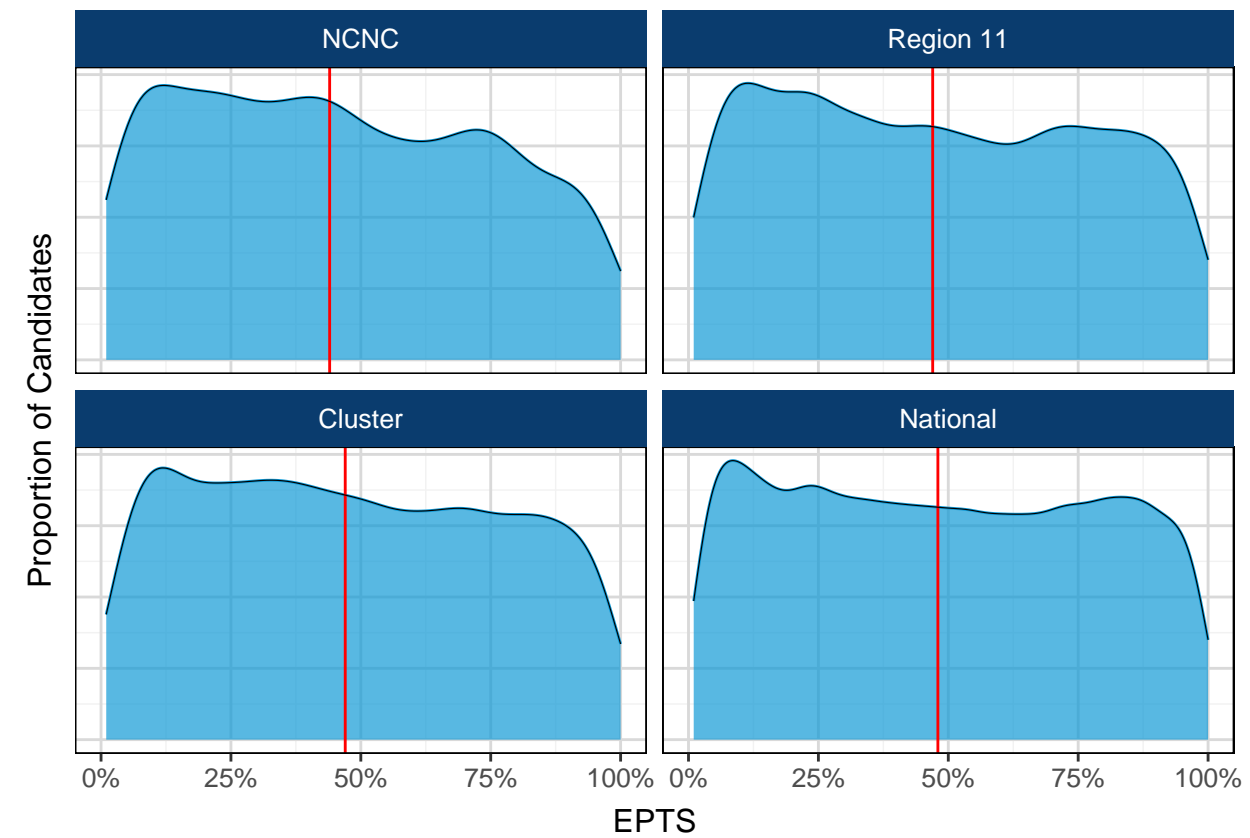 NCNC
Region 11
Cluster
National
Proportion of Candidates
0% 25% 50% 75% 100% 0% 25% 50% 75% 100%
EPTS